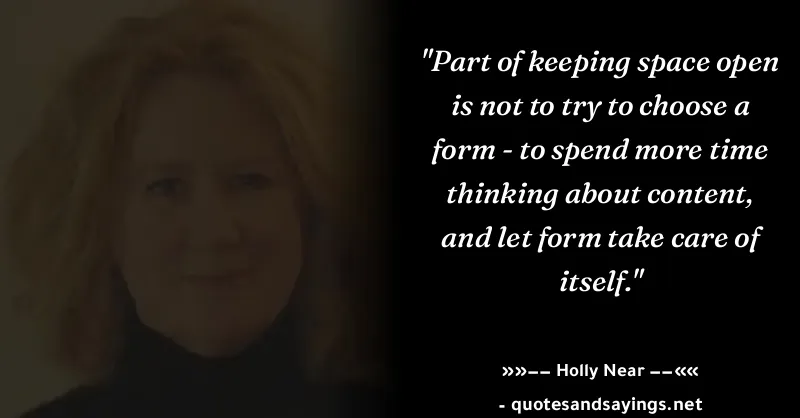 "Part of keeping space open
is not to try to choose a
form - to spend more time
thinking about content,
and let form take care of
itself."
»»−− Holly Near −−««
- quotesandsayings.net